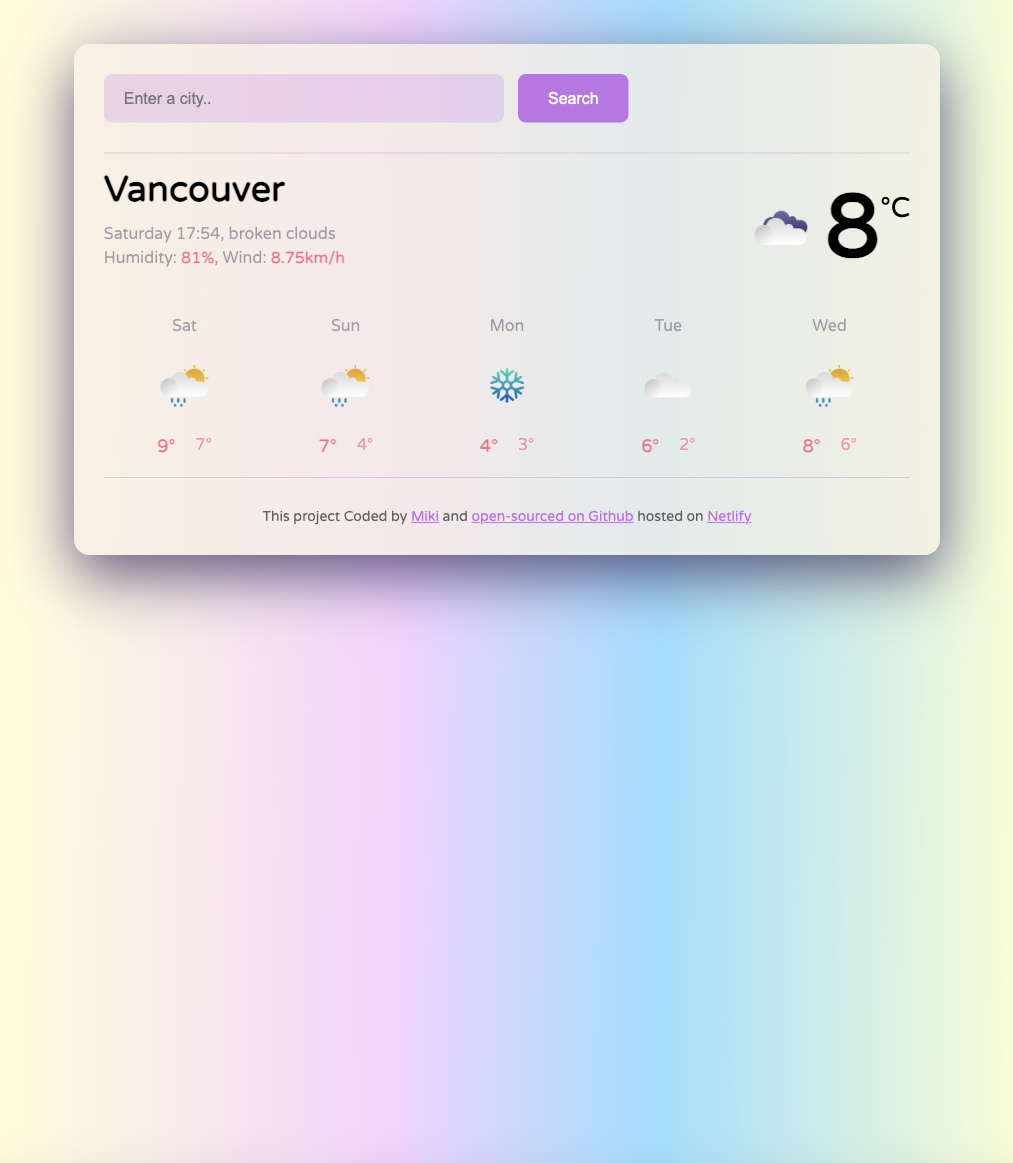 Enter a city..
Search
Vancouver
Saturday 17:54, broken clouds
Humidity: 81%, Wind: 8.75km/h
8°C
Sat Sun Mon Tue Wed
9° 7° 7° 4° 4° 3° 6° 2° 8° 6°
This project Coded by Miki and open-sourced on Github hosted on Netlify